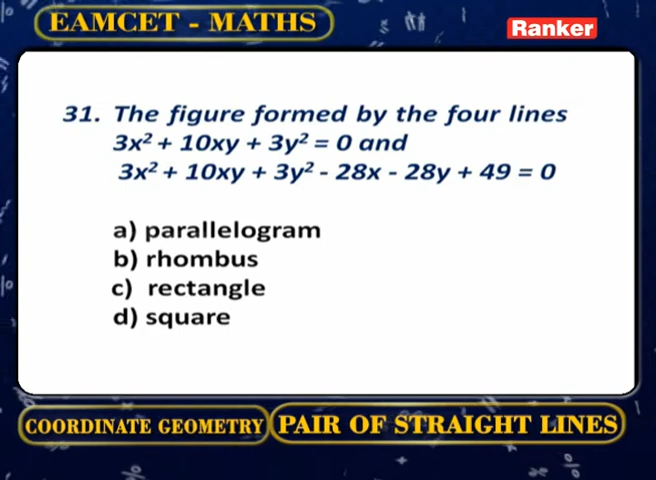 EAMCET - MATHS
Ranker
31. The figure formed by the four lines
3x² + 10xy + 3y² = 0 and
3x² + 10xy + 3y² - 28x - 28y + 49 = 0
a) parallelogram
b) rhombus
c) rectangle
d) square
COORDINATE GEOMETRY
PAIR OF STRAIGHT LINES